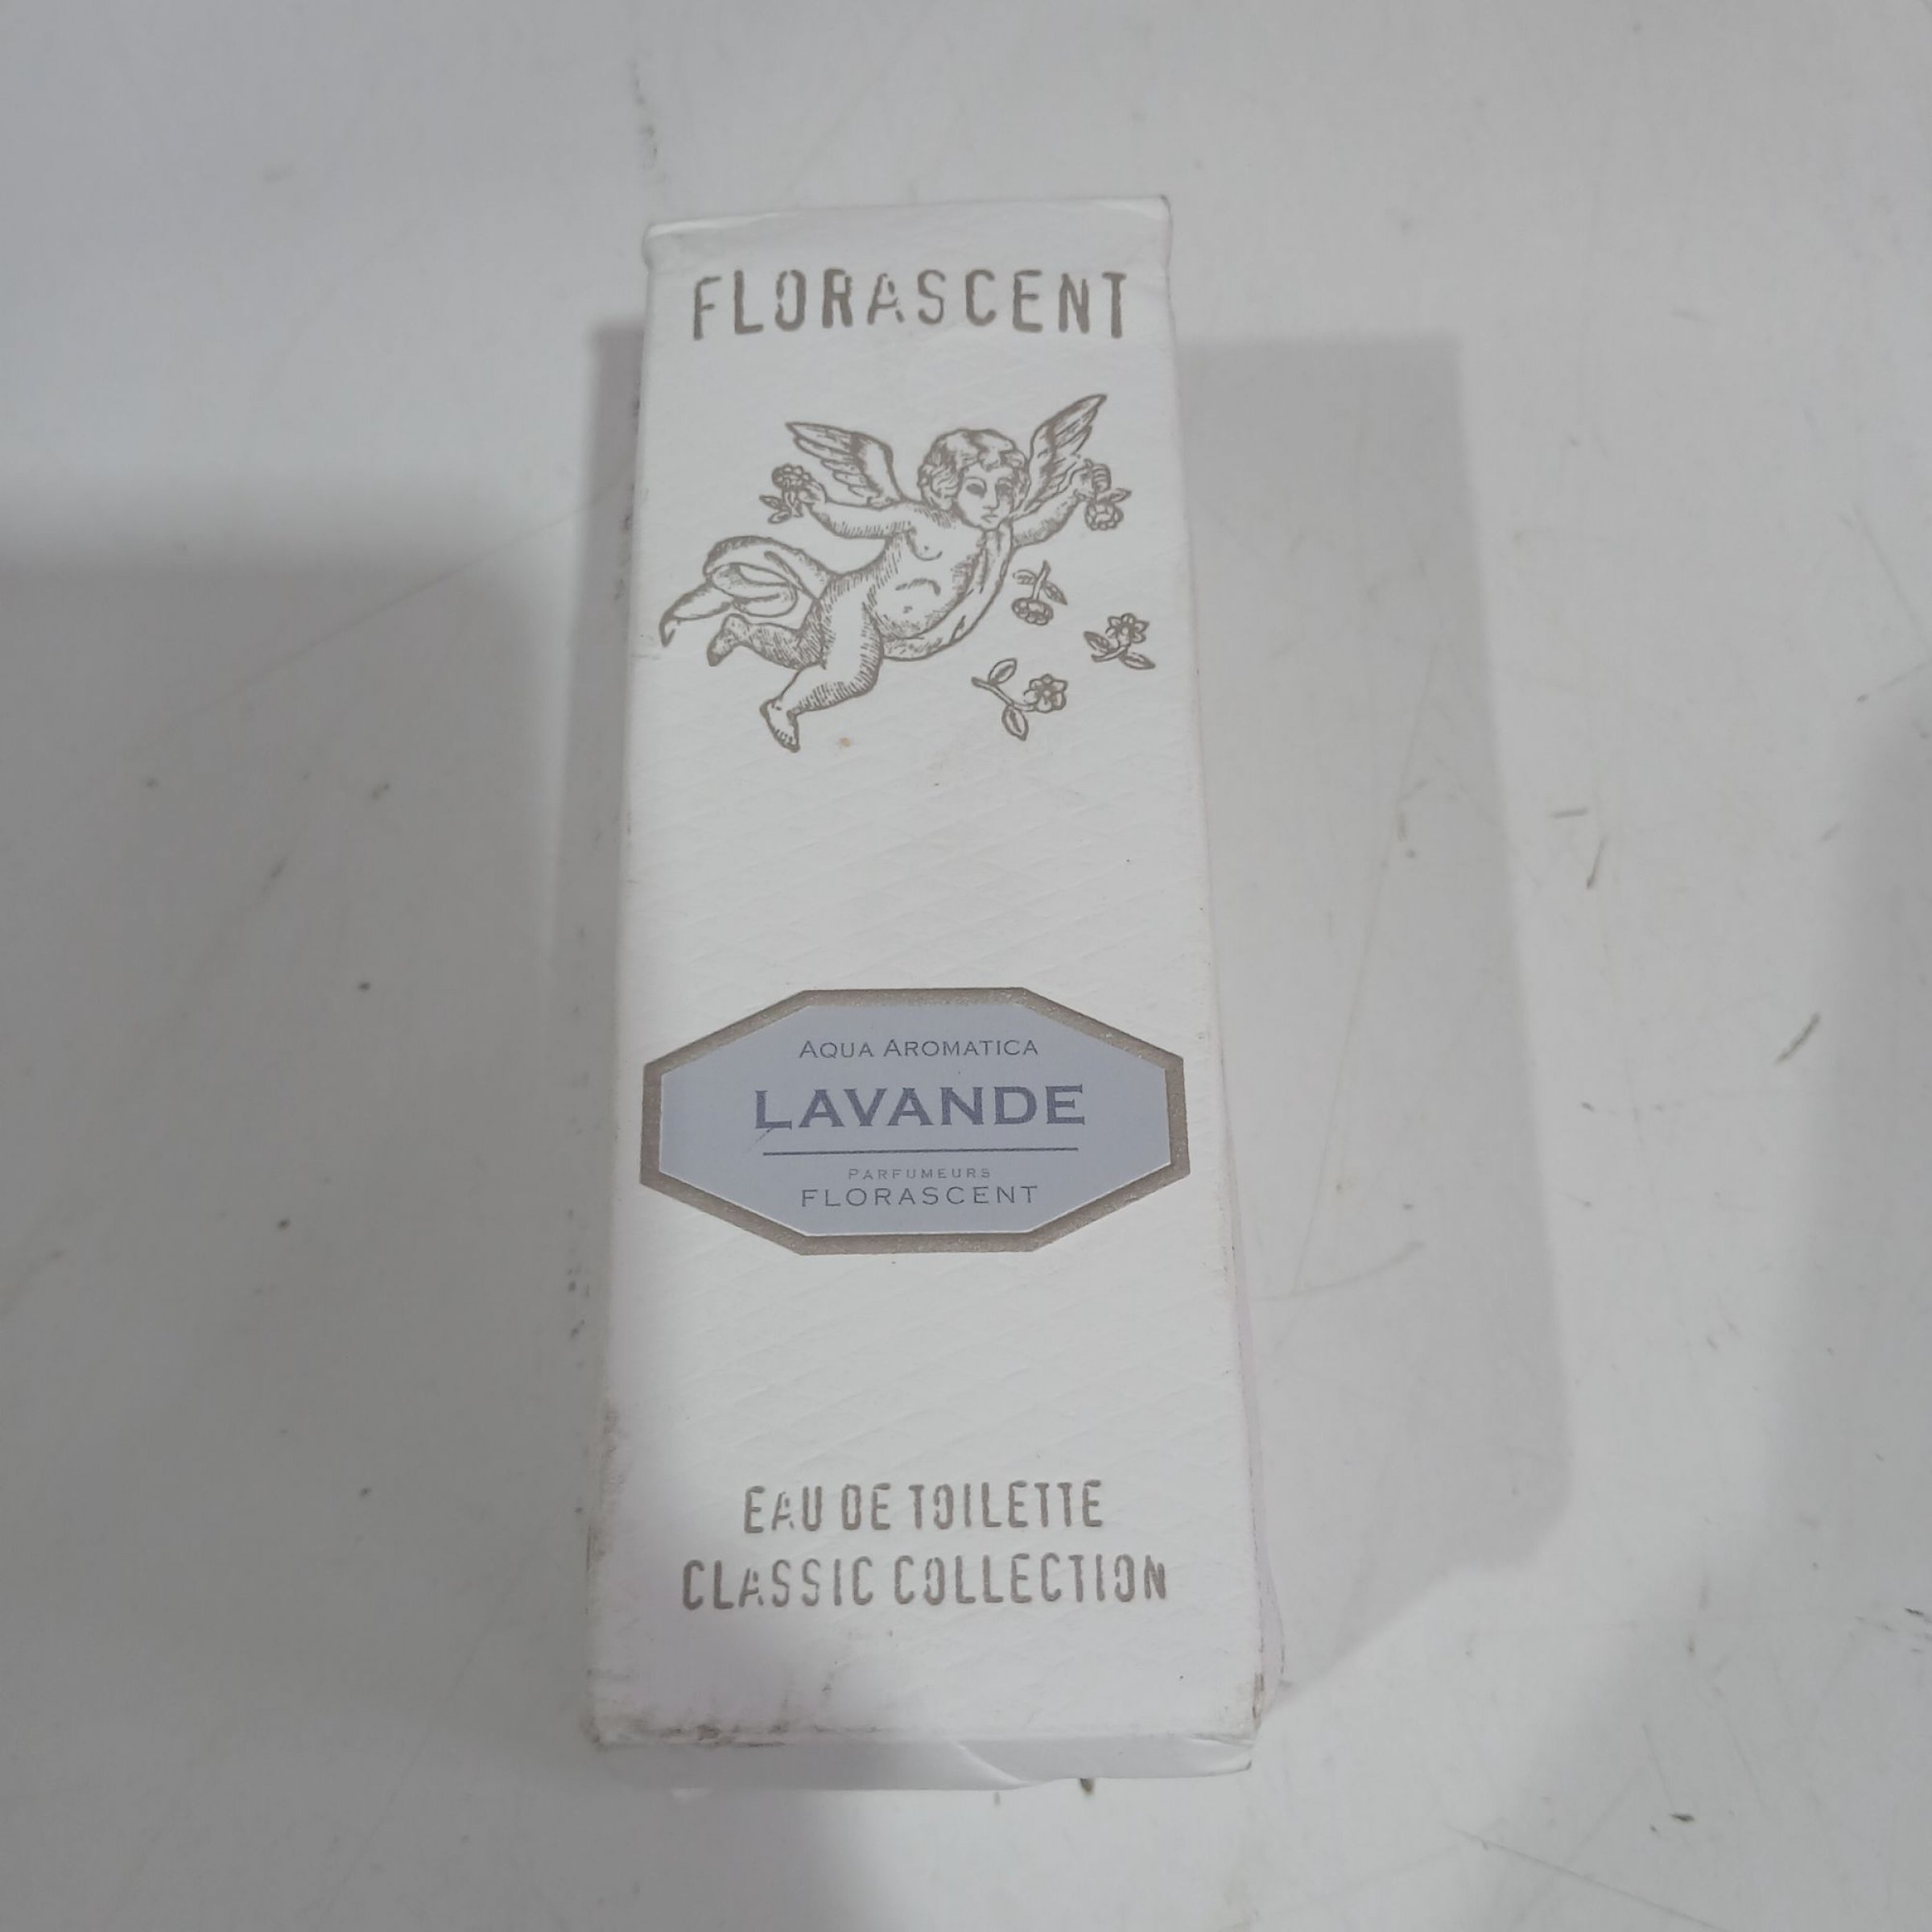 FLORASCENT
AQUA AROMATICA
LAVANDE
PARFUMEURS
FLORASCENT
EAU DE TOILETTE
CLASSIC COLLECTION